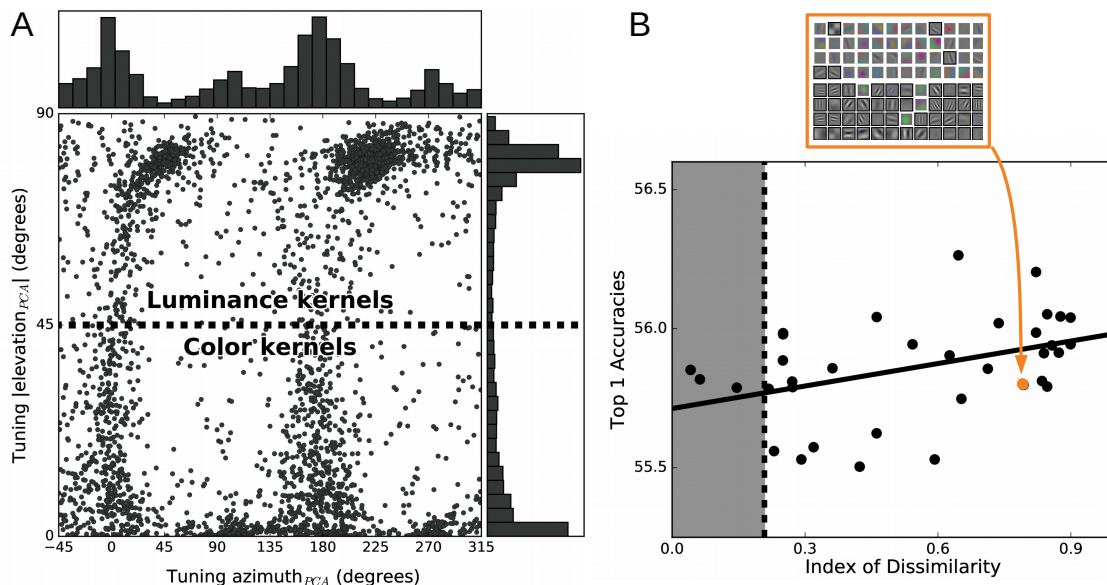 A
B
90
45
0
Tuning |elevation_PCA| (degrees)
Luminance kernels
Color kernels
−45 0 45 90 135 180 225 270 315
Tuning azimuth_PCA (degrees)
56.5
56.0
55.5
Top 1 Accuracies
0.0 0.3 0.6 0.9
Index of Dissimilarity